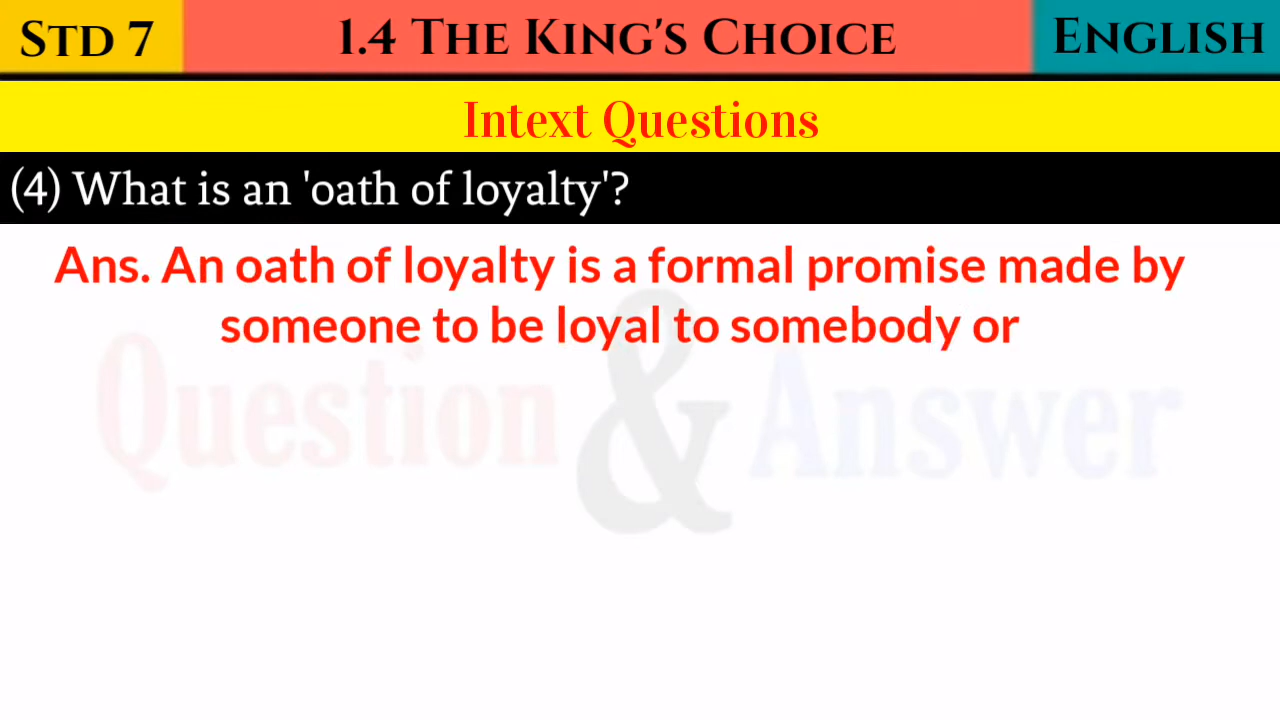 STD 7 1.4 THE KING'S CHOICE ENGLISH
Intext Questions
(4) What is an 'oath of loyalty'?
Ans. An oath of loyalty is a formal promise made by
someone to be loyal to somebody or
Question & Answer